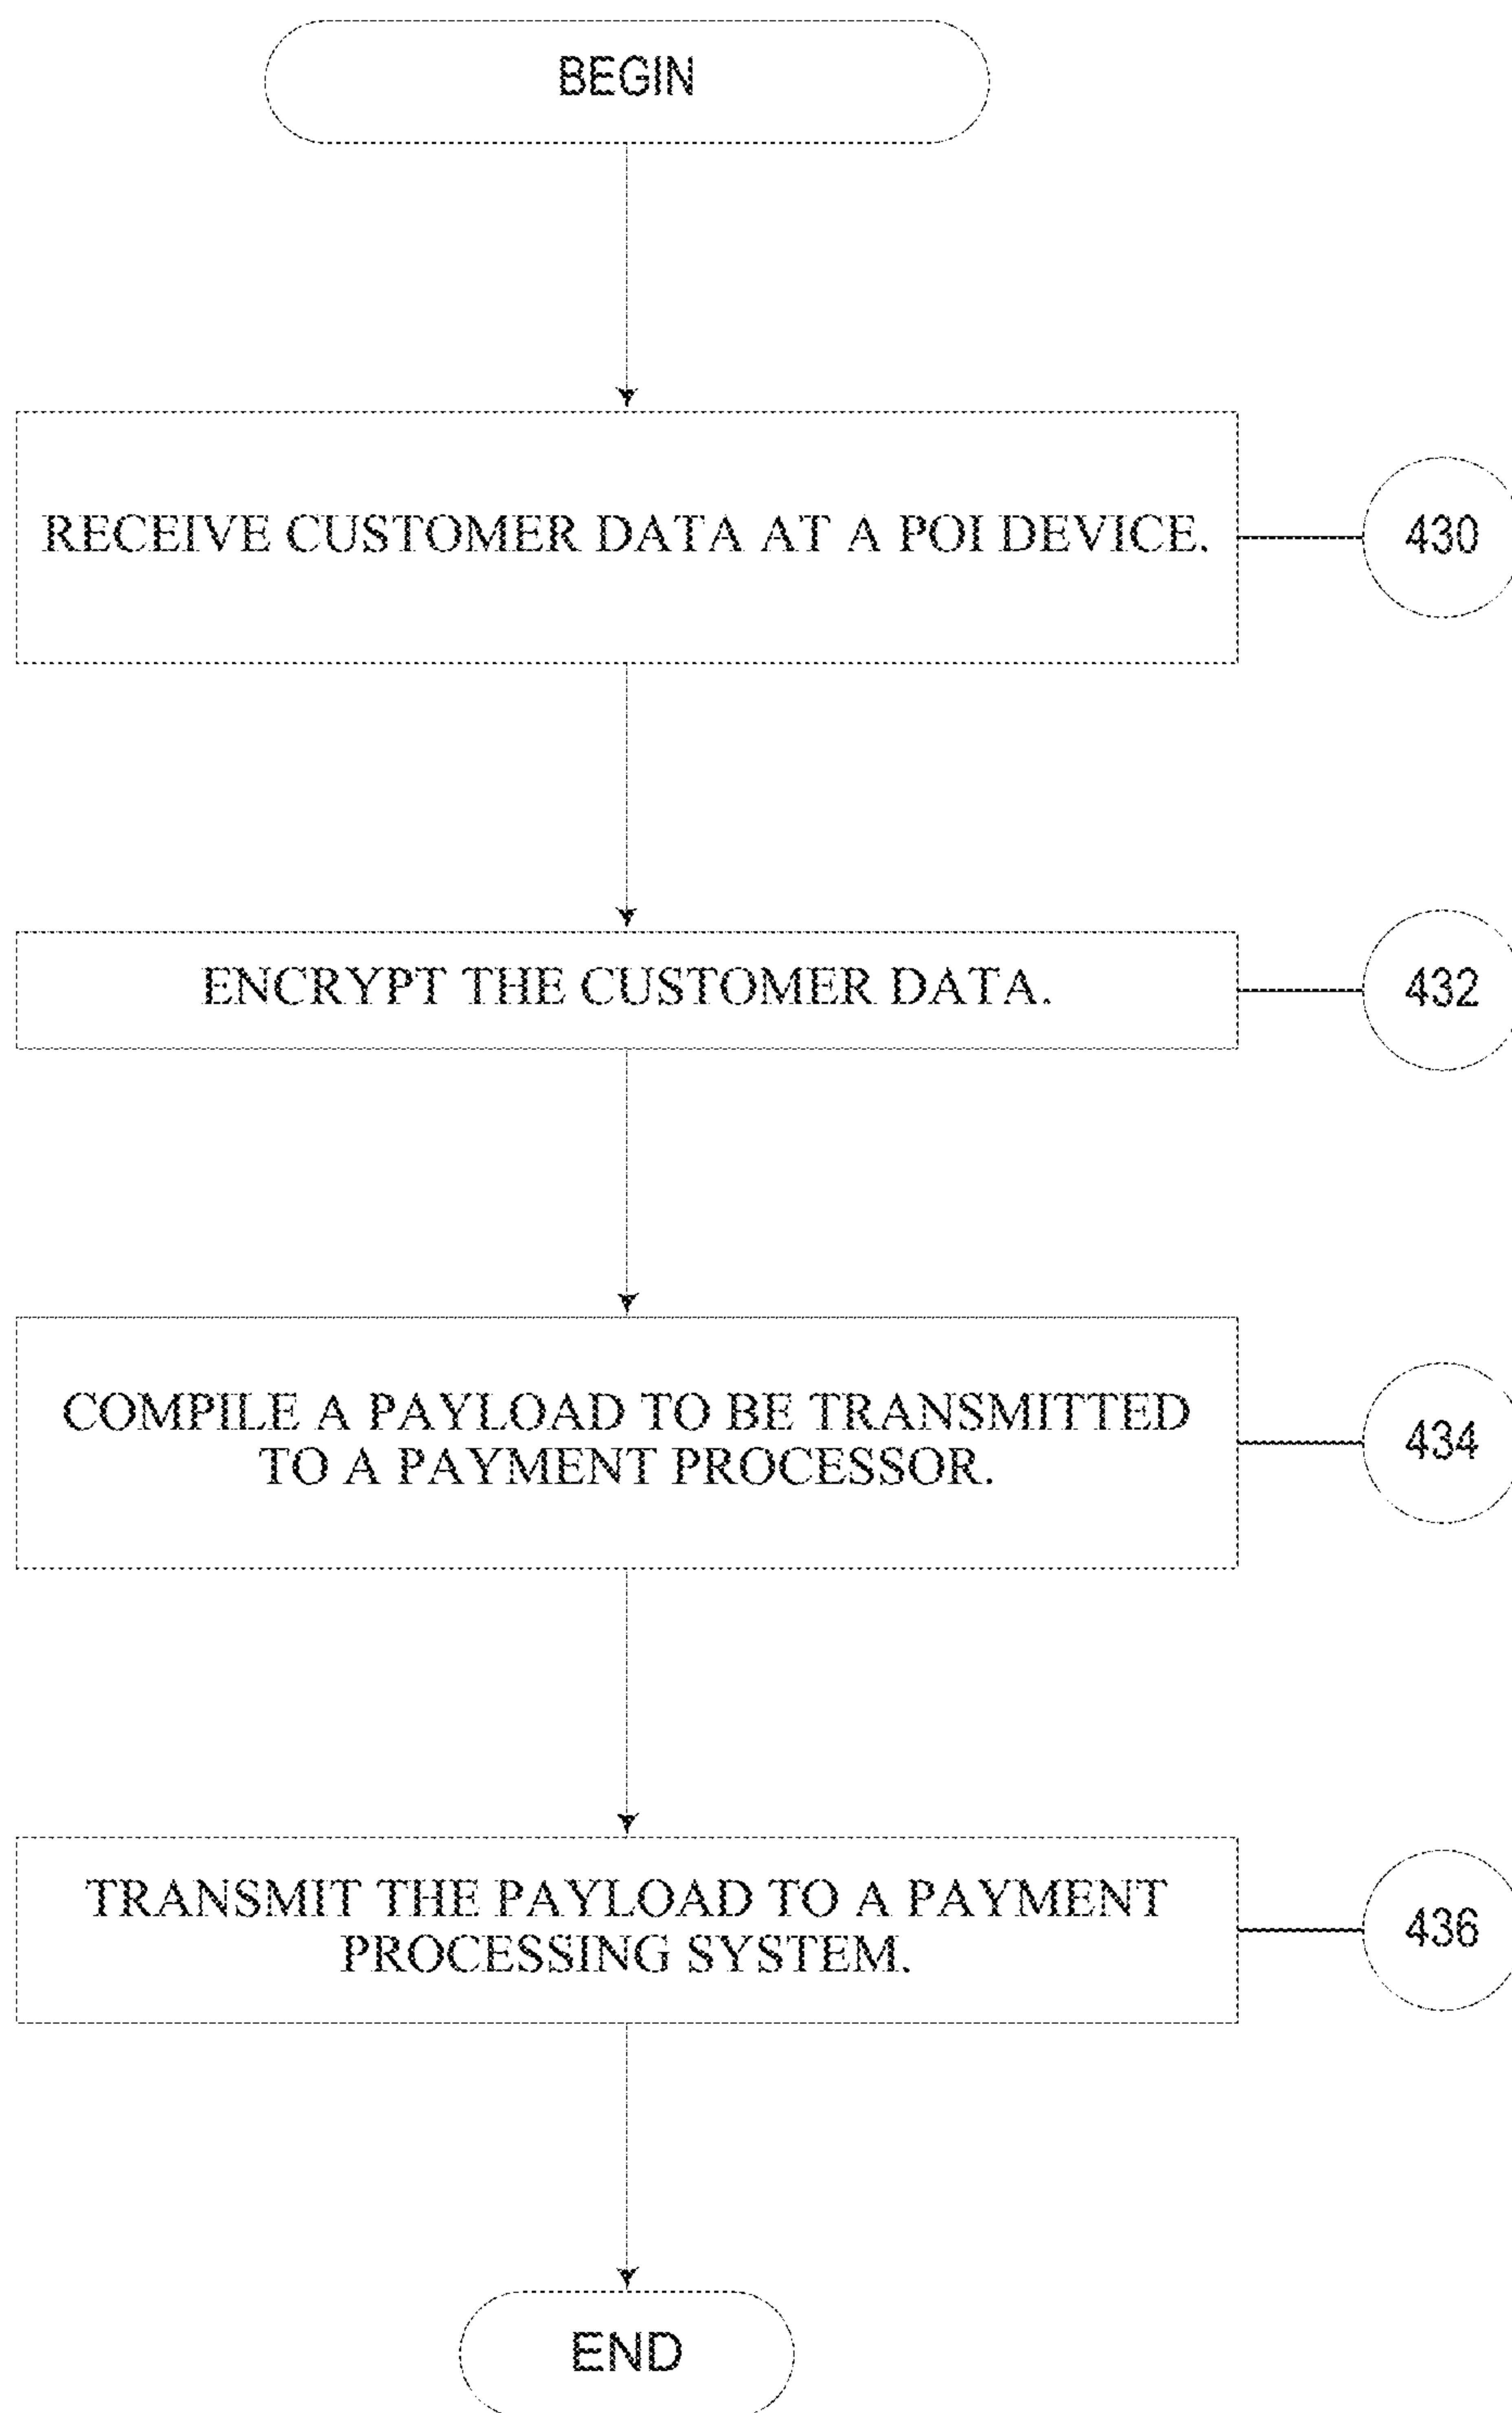 BEGIN
RECEIVE CUSTOMER DATA AT A POI DEVICE.
430
ENCRYPT THE CUSTOMER DATA.
432
COMPILE A PAYLOAD TO BE TRANSMITTED
TO A PAYMENT PROCESSOR.
434
TRANSMIT THE PAYLOAD TO A PAYMENT
PROCESSING SYSTEM.
436
END